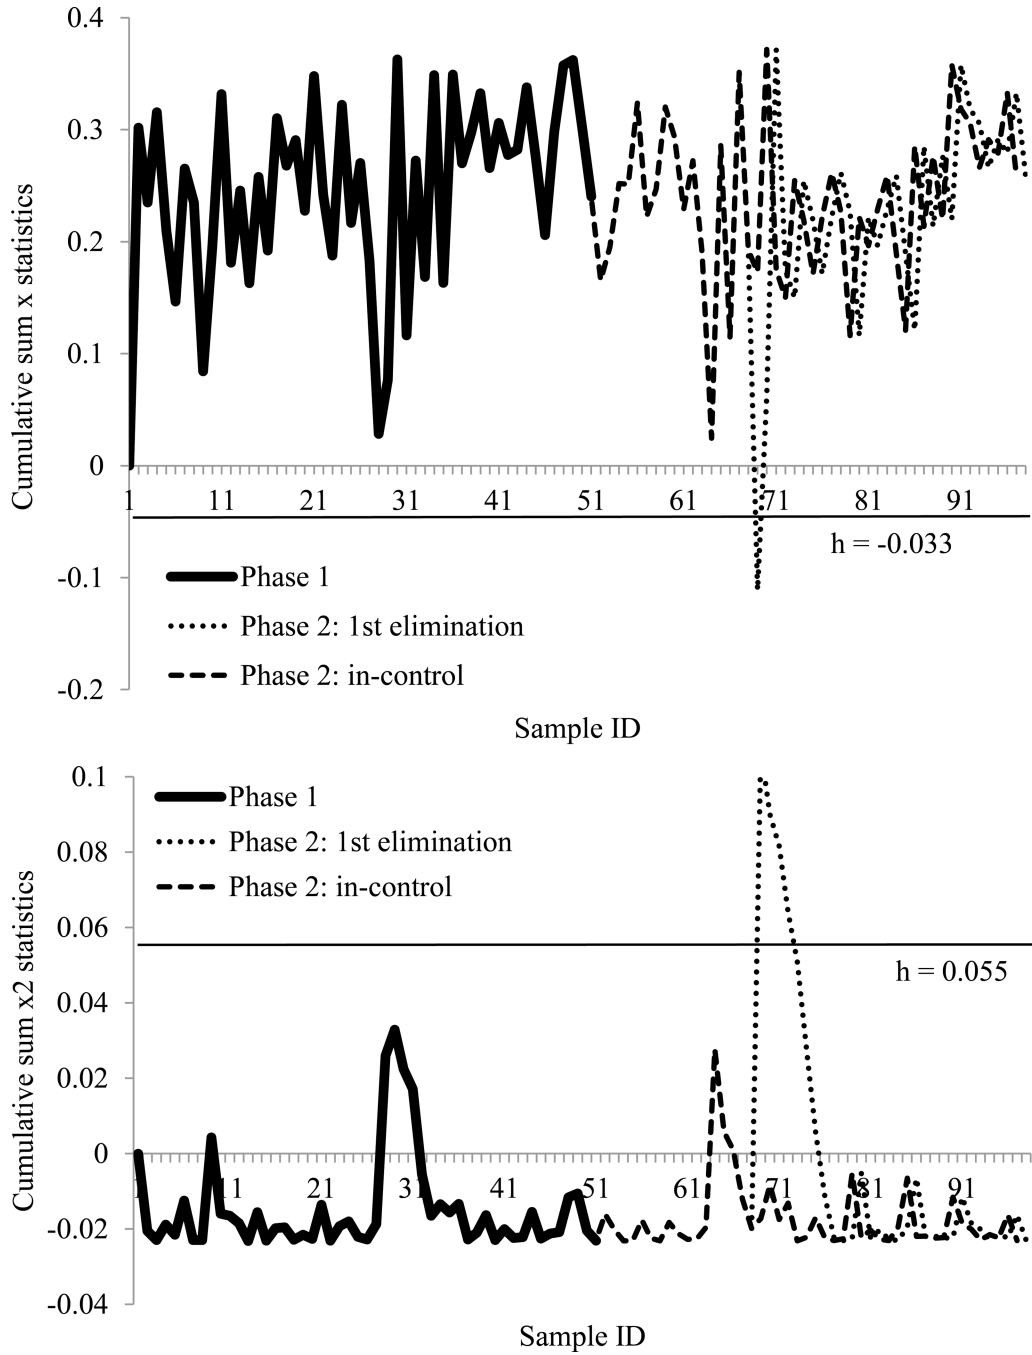 Cumulative sum x statistics
0.4
0.3
0.2
0.1
0
-0.1
-0.2
1 11 21 31 41 51 61 71 81 91
h = -0.033
Phase 1
Phase 2: 1st elimination
Phase 2: in-control
Sample ID
Cumulative sum x2 statistics
0.1
0.08
0.06
0.04
0.02
0
-0.02
-0.04
Phase 1
Phase 2: 1st elimination
Phase 2: in-control
h = 0.055
1 11 21 31 41 51 61 71 81 91
Sample ID